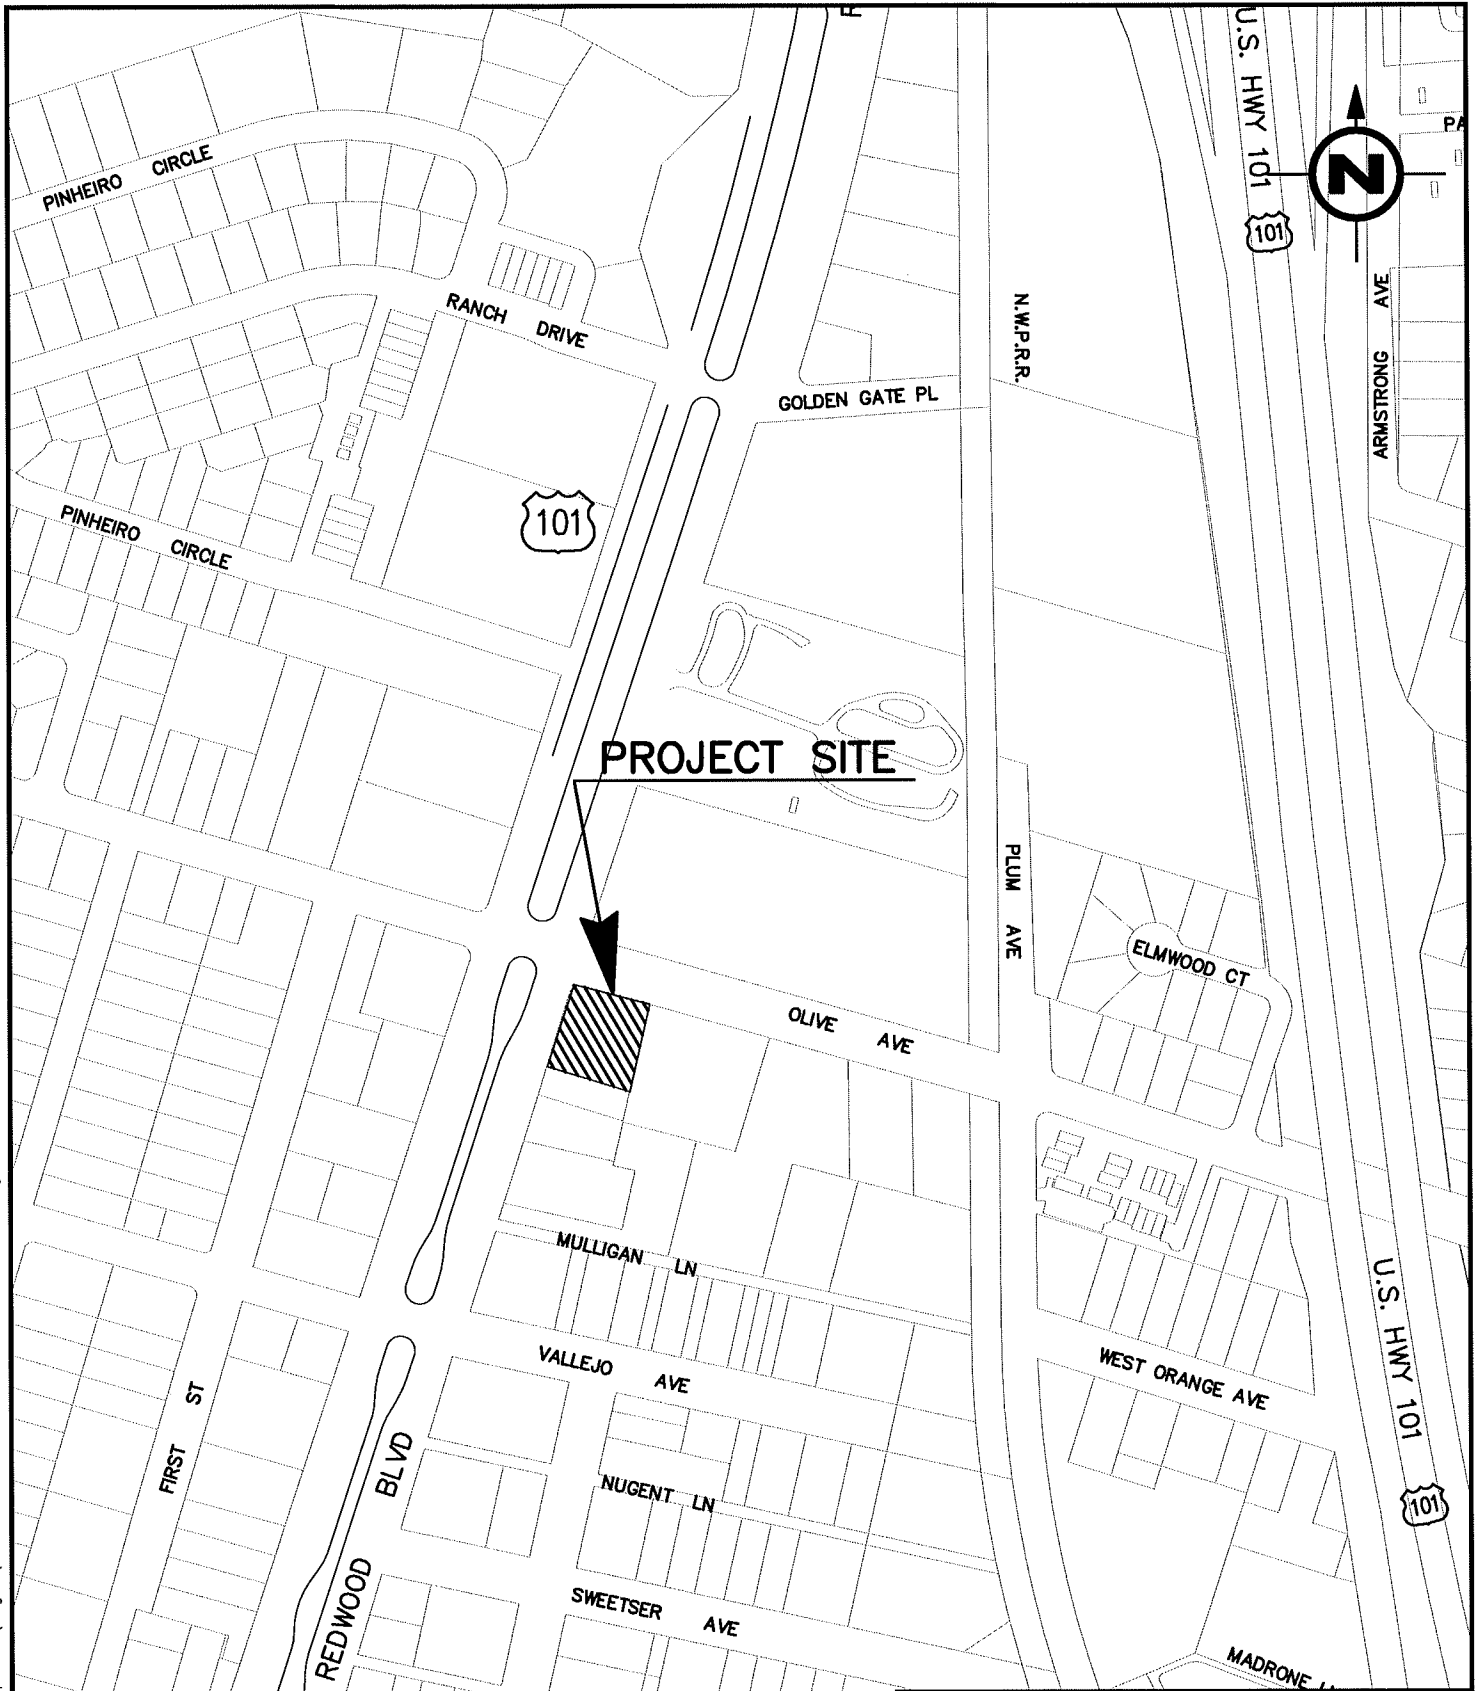 U.S. HWY 101
PA
N
101
PINHEIRO CIRCLE
ARMSTRONG AVE
RANCH DRIVE
N.W.P.R.R.
GOLDEN GATE PL
101
PINHEIRO CIRCLE
PROJECT SITE
PLUM AVE
ELMWOOD CT
OLIVE AVE
MULLIGAN LN
VALLEJO AVE
WEST ORANGE AVE
U.S. HWY 101
FIRST ST
REDWOOD BLVD
NUGENT LN
101
SWEETSER AVE
MADRONE